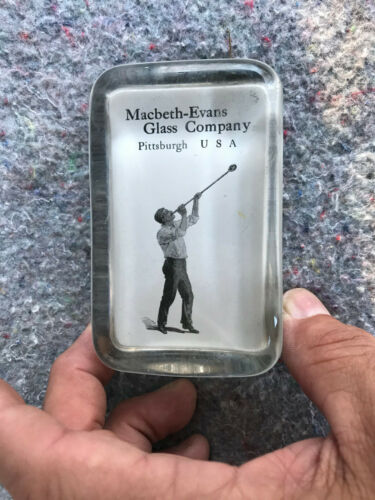 Macbeth-Evans
Glass Company
Pittsburgh U S A